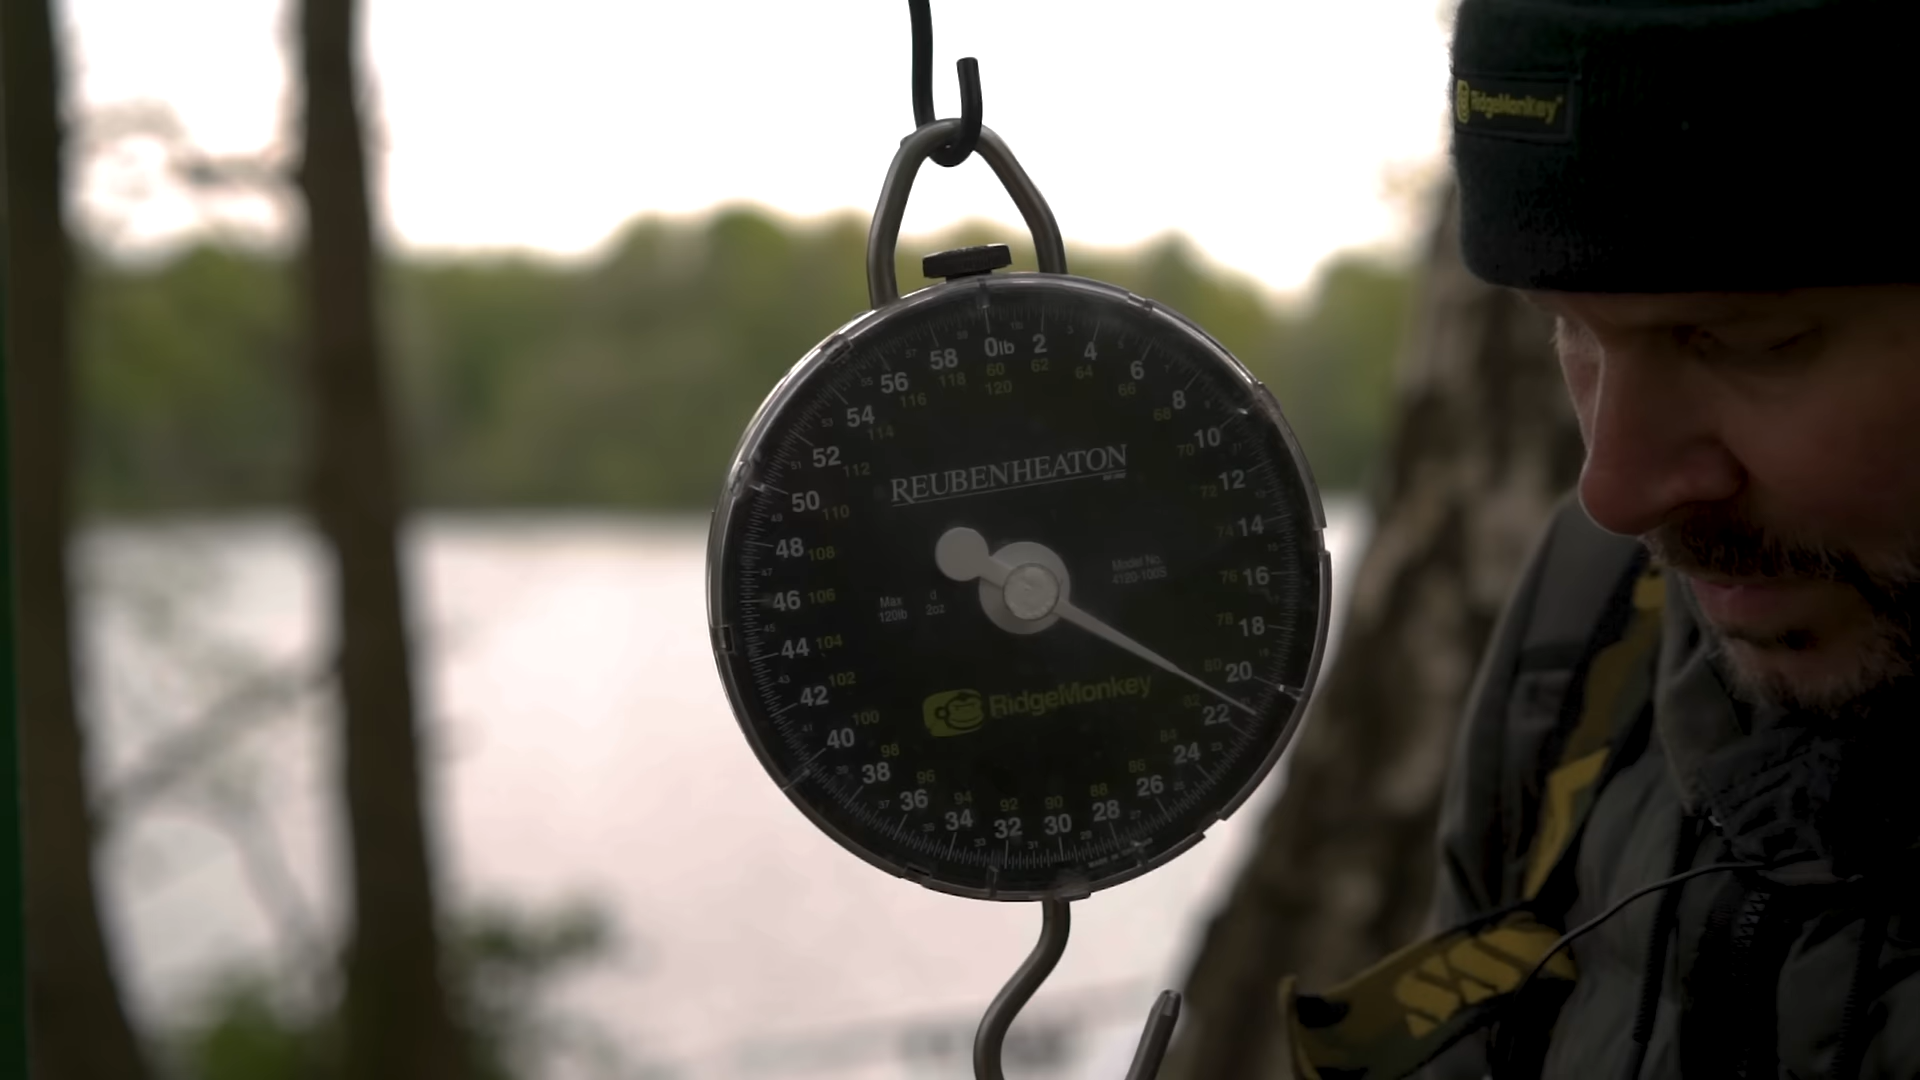 RidgeMonkey
0lb 2 4 6 8 10 12 14 16 18 20 22 24 26 28 30 32 34 36 38 40 42 44 46 48 50 52 54 56 58
60 62 64 66 68 70 72 74 76 78 80 82 84 86 88 90 92 94 96 98 100 102 104 106 108 110 112 114 116 118
120
REUBENHEATON
Model No.
4120-100S
Max
120lb
d
2oz
RidgeMonkey